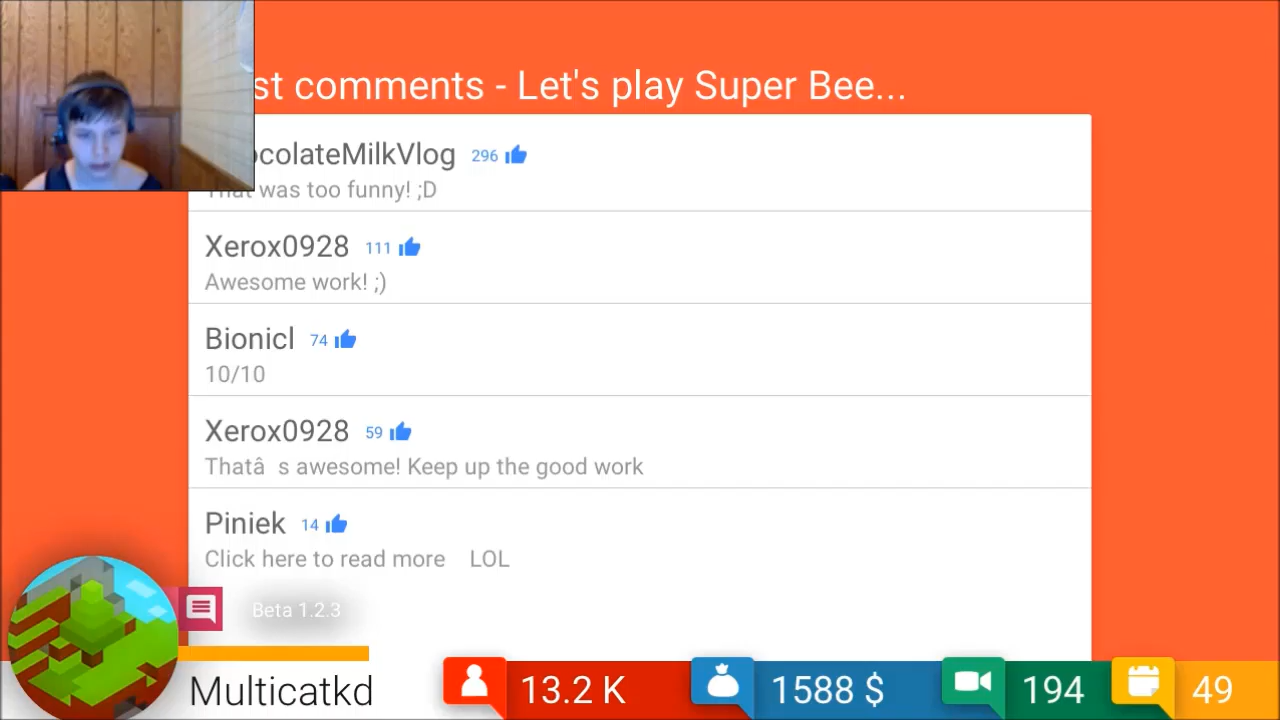 st comments - Let's play Super Bee...
ocolateMilkVlog 296
That was too funny! ;D
Xerox0928 111
Awesome work! ;)
Bionicl 74
10/10
Xerox0928 59
Thatâ s awesome! Keep up the good work
Piniek 14
Click here to read more LOL
Beta 1.2.3
Multicatkd
13.2 K
1588 $
194
49